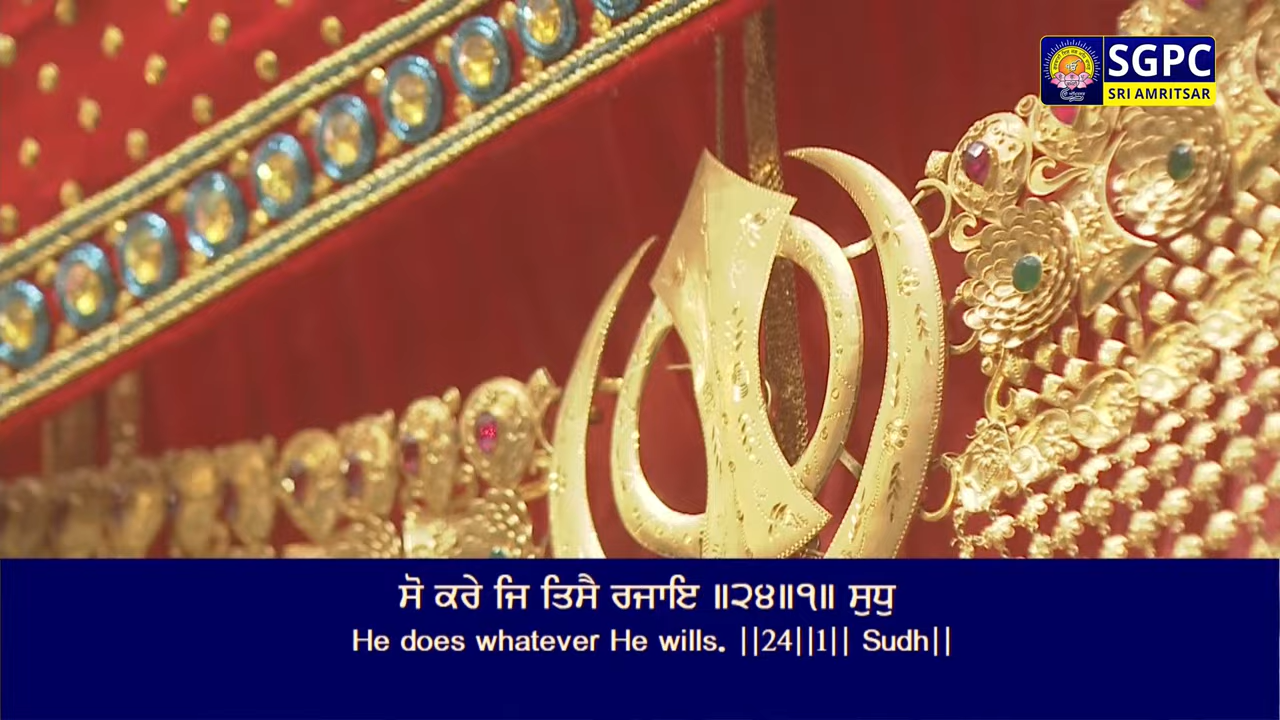 SGPC
SRI AMRITSAR
ਸੋ ਕਰੇ ਜਿ ਤਿਸੈ ਰਜਾਇ ॥੨੪॥੧॥ ਸੁਧੁ
He does whatever He wills. ||24||1|| Sudh||